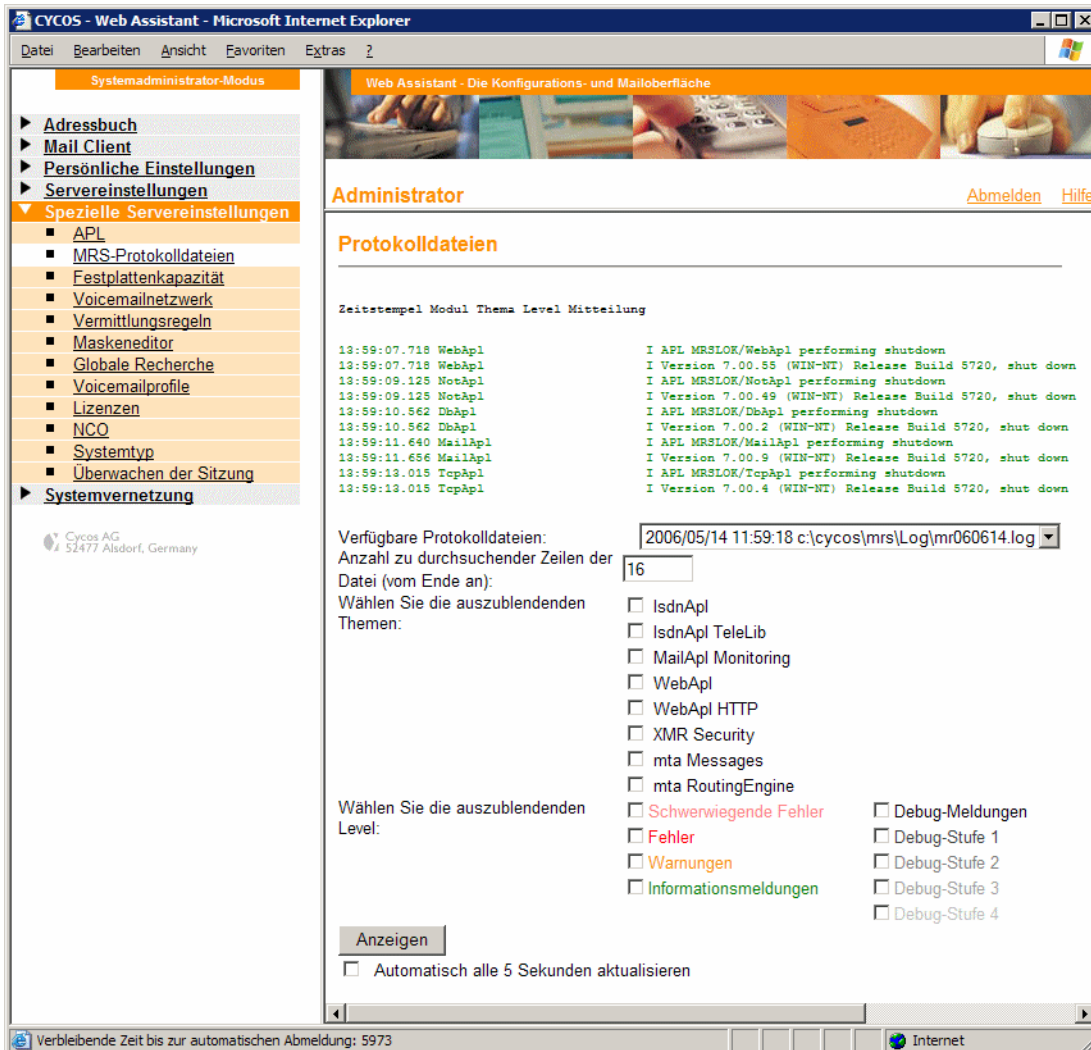 CYCOS - Web Assistant - Microsoft Internet Explorer
Datei Bearbeiten Ansicht Favoriten Extras ?
Systemadministrator-Modus
Adressbuch
Mail Client
Persönliche Einstellungen
Servereinstellungen
Spezielle Servereinstellungen
APL
MRS-Protokolldateien
Festplattenkapazität
Voicemailnetzwerk
Vermittlungsregeln
Maskeneditor
Globale Recherche
Voicemailprofile
Lizenzen
NCO
Systemtyp
Überwachen der Sitzung
Systemvernetzung
Cycos AG
52477 Alsdorf, Germany
Web Assistant - Die Konfigurations- und Mailoberfläche
Administrator Abmelden Hilfe
Protokolldateien
Zeitstempel Modul Thema Level Mitteilung
13:59:07.718 WebApl I APL MRSLOK/WebApl performing shutdown
13:59:07.718 WebApl I Version 7.00.55 (WIN-NT) Release Build 5720, shut down
13:59:09.125 NotApl I APL MRSLOK/NotApl performing shutdown
13:59:09.125 NotApl I Version 7.00.49 (WIN-NT) Release Build 5720, shut down
13:59:10.562 DbApl I APL MRSLOK/DbApl performing shutdown
13:59:10.562 DbApl I Version 7.00.2 (WIN-NT) Release Build 5720, shut down
13:59:11.640 MailApl I APL MRSLOK/MailApl performing shutdown
13:59:11.656 MailApl I Version 7.00.9 (WIN-NT) Release Build 5720, shut down
13:59:13.015 TcpApl I APL MRSLOK/TcpApl performing shutdown
13:59:13.015 TcpApl I Version 7.00.4 (WIN-NT) Release Build 5720, shut down
Verfügbare Protokolldateien: 2006/05/14 11:59:18 c:\cycos\mrs\Log\mr060614.log
Anzahl zu durchsuchender Zeilen der
Datei (vom Ende an): 16
Wählen Sie die auszublendenden
Themen:
IsdnApl
IsdnApl TeleLib
MailApl Monitoring
WebApl
WebApl HTTP
XMR Security
mta Messages
mta RoutingEngine
Wählen Sie die auszublendenden
Level:
Schwerwiegende Fehler Debug-Meldungen
Fehler Debug-Stufe 1
Warnungen Debug-Stufe 2
Informationsmeldungen Debug-Stufe 3
Debug-Stufe 4
Anzeigen
Automatisch alle 5 Sekunden aktualisieren
Verbleibende Zeit bis zur automatischen Abmeldung: 5973 Internet